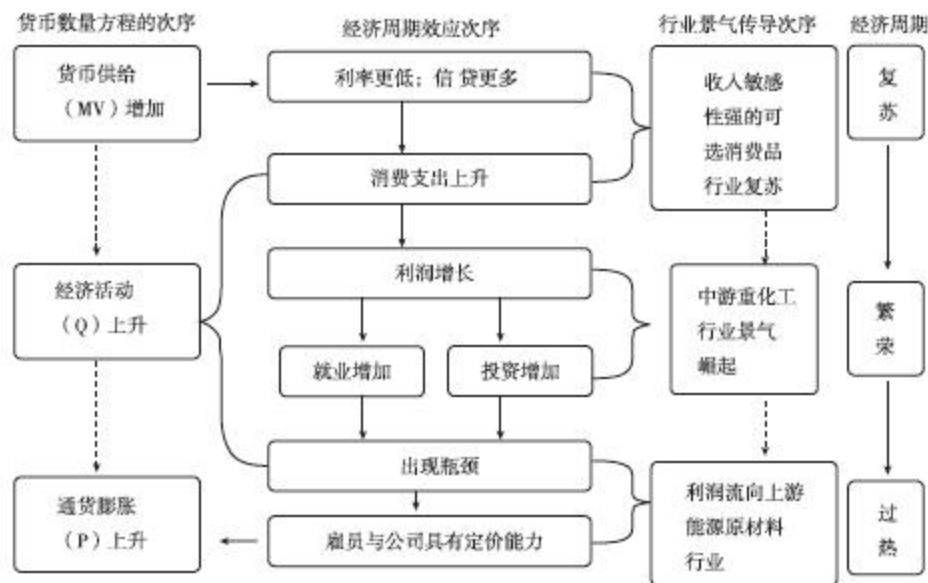 货币数量方程的次序
经济周期效应次序
行业景气传导次序
经济周期
货币供给
（MV）增加
经济活动
（Q）上升
通货膨胀
（P）上升
利率更低；信 贷更多
消费支出上升
利润增长
就业增加
投资增加
出现瓶颈
雇员与公司具有定价能力
收人敏感
性强的可
选消费品
行业复苏
中游重化工
行业景气
崛起
利润流向上游
能源原材料
行业
复
苏
繁
荣
过
热